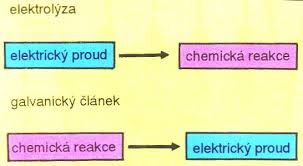 elektrolýza
elektrický proud chemická reakce
galvanický článek
chemická reakce elektrický proud